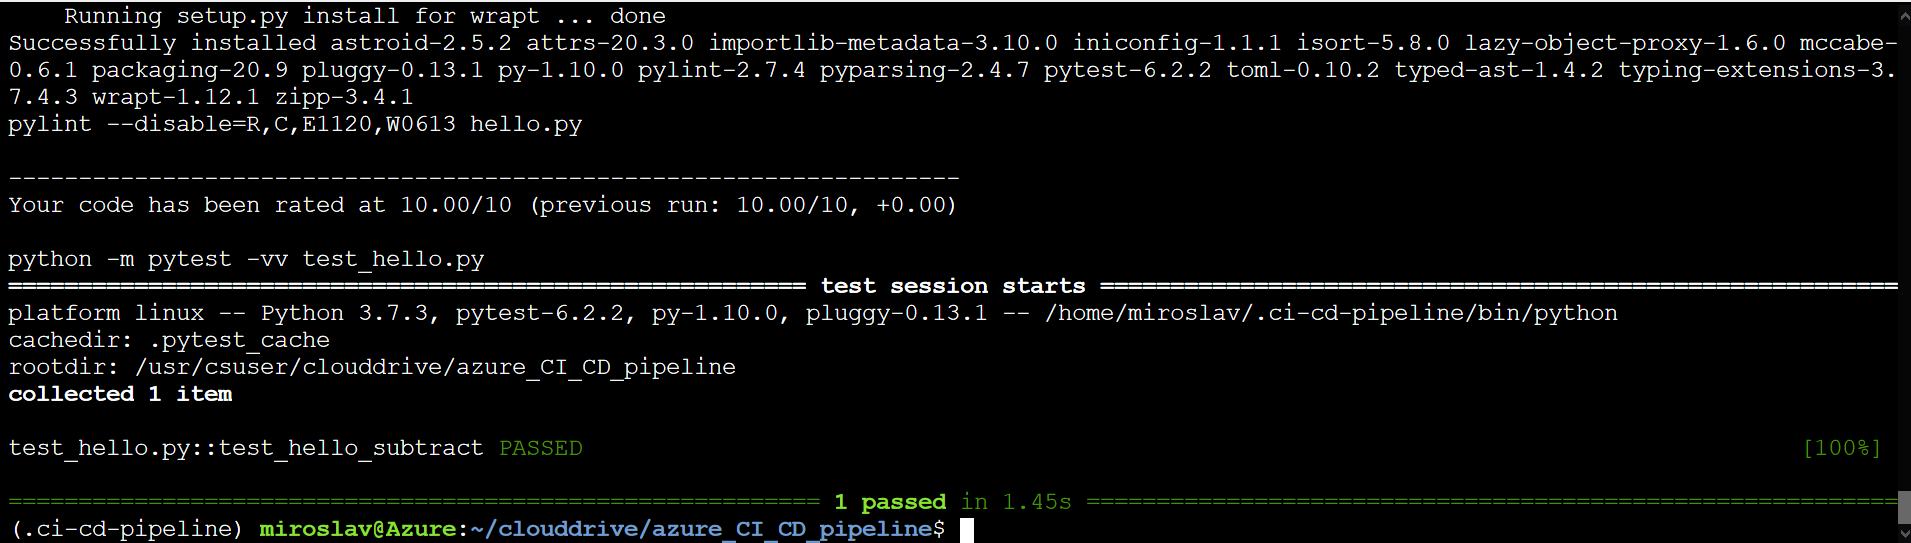 Running setup.py install for wrapt ... done
Successfully installed astroid-2.5.2 attrs-20.3.0 importlib-metadata-3.10.0 iniconfig-1.1.1 isort-5.8.0 lazy-object-proxy-1.6.0 mccabe-
0.6.1 packaging-20.9 pluggy-0.13.1 py-1.10.0 pylint-2.7.4 pyparsing-2.4.7 pytest-6.2.2 toml-0.10.2 typed-ast-1.4.2 typing-extensions-3.
7.4.3 wrapt-1.12.1 zipp-3.4.1
pylint --disable=R,C,E1120,W0613 hello.py
--------------------------------------------------------------------
Your code has been rated at 10.00/10 (previous run: 10.00/10, +0.00)
python -m pytest -vv test_hello.py
========================================================= test session starts =========================================================
platform linux -- Python 3.7.3, pytest-6.2.2, py-1.10.0, pluggy-0.13.1 -- /home/miroslav/.ci-cd-pipeline/bin/python
cachedir: .pytest_cache
rootdir: /usr/csuser/clouddrive/azure_CI_CD_pipeline
collected 1 item
test_hello.py::test_hello_subtract PASSED [100%]
========================================================== 1 passed in 1.45s ==========================================================
(.ci-cd-pipeline) miroslav@Azure:~/clouddrive/azure_CI_CD_pipeline$